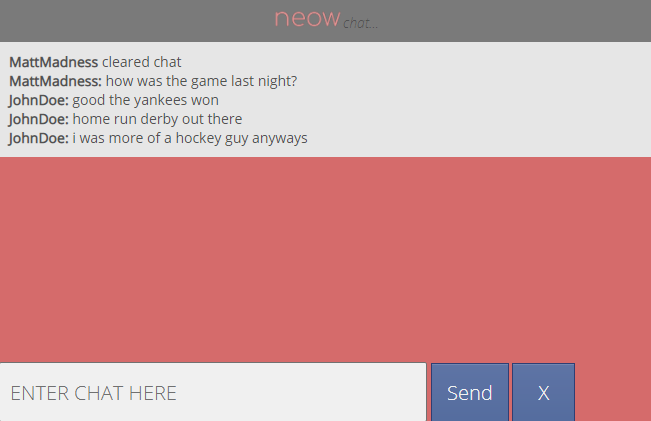 neow chat...
MattMadness cleared chat
MattMadness: how was the game last night?
JohnDoe: good the yankees won
JohnDoe: home run derby out there
JohnDoe: i was more of a hockey guy anyways
ENTER CHAT HERE Send X